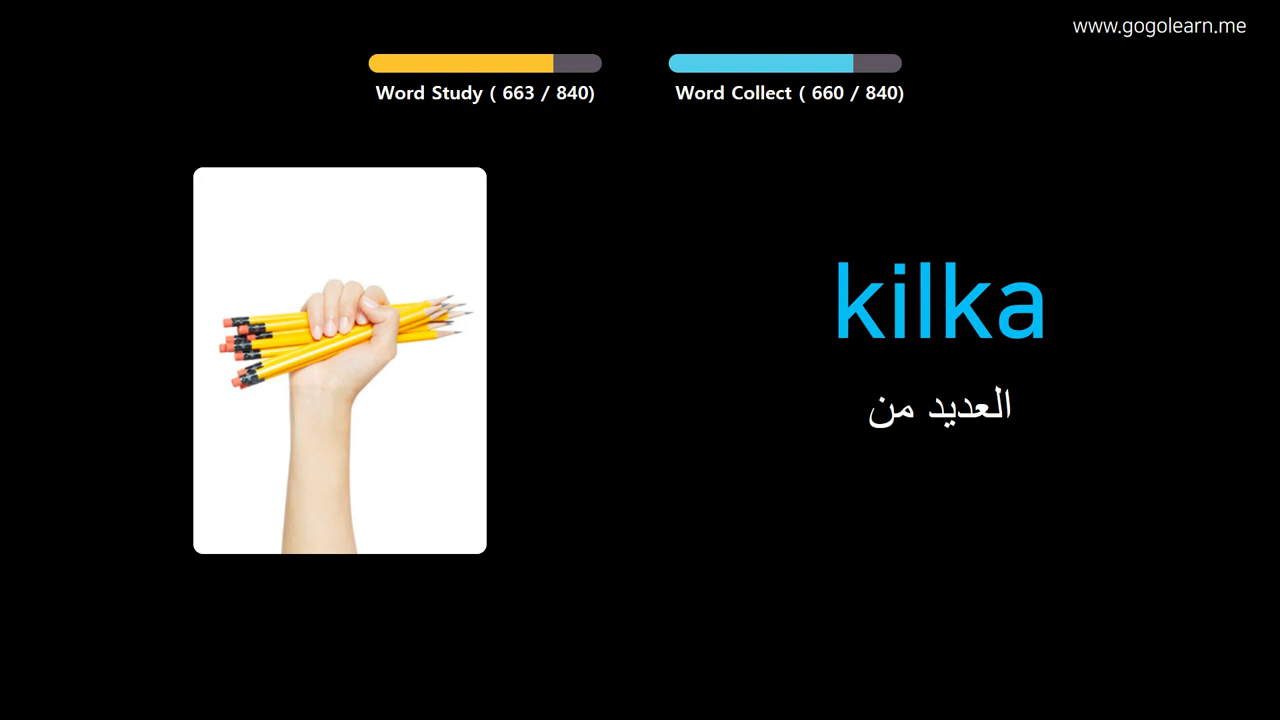 www.gogolearn.me
Word Study ( 663 / 840)
Word Collect ( 660 / 840)
kilka
العديد من